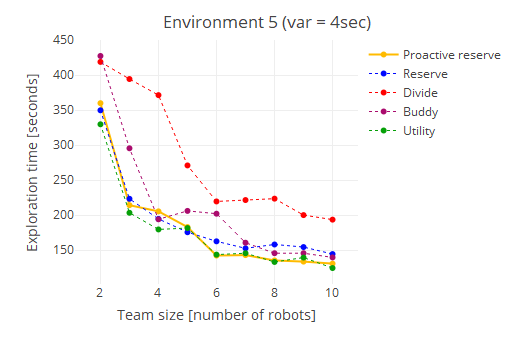 Environment 5 (var = 4sec)
450
400
350
300
250
200
150
Exploration time [seconds]
2
4
6
8
10
Team size [number of robots]
Proactive reserve
Reserve
Divide
Buddy
Utility